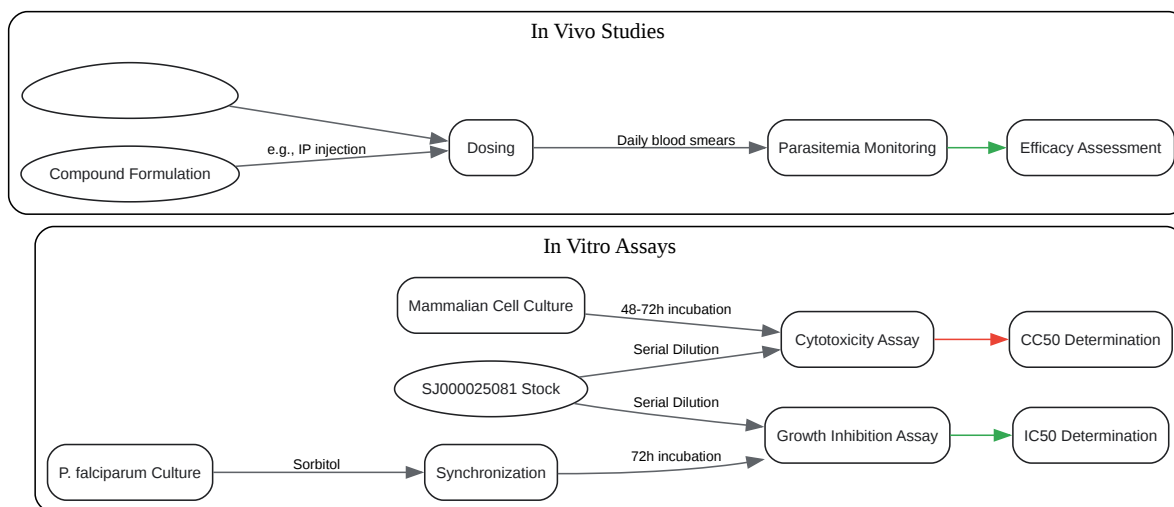 In Vivo Studies
e.g., IP injection
Dosing
Daily blood smears
Parasitemia Monitoring
Efficacy Assessment
Compound Formulation
In Vitro Assays
Mammalian Cell Culture
48-72h incubation
Serial Dilution
Cytotoxicity Assay
CC50 Determination
SJ000025081 Stock
Serial Dilution
Growth Inhibition Assay
IC50 Determination
P. falciparum Culture
Sorbitol
Synchronization
72h incubation